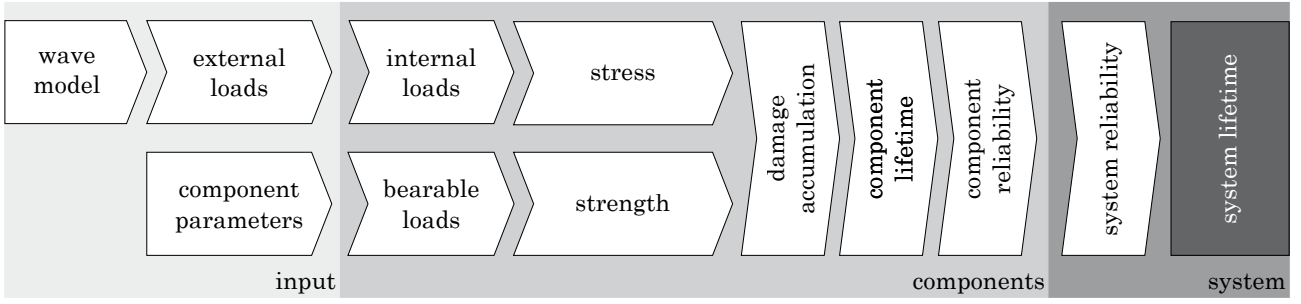 wave
model
external
loads
internal
loads
stress
component
parameters
bearable
loads
strength
damage
accumulation
component
lifetime
component
reliability
system reliability
system lifetime
input
components
system